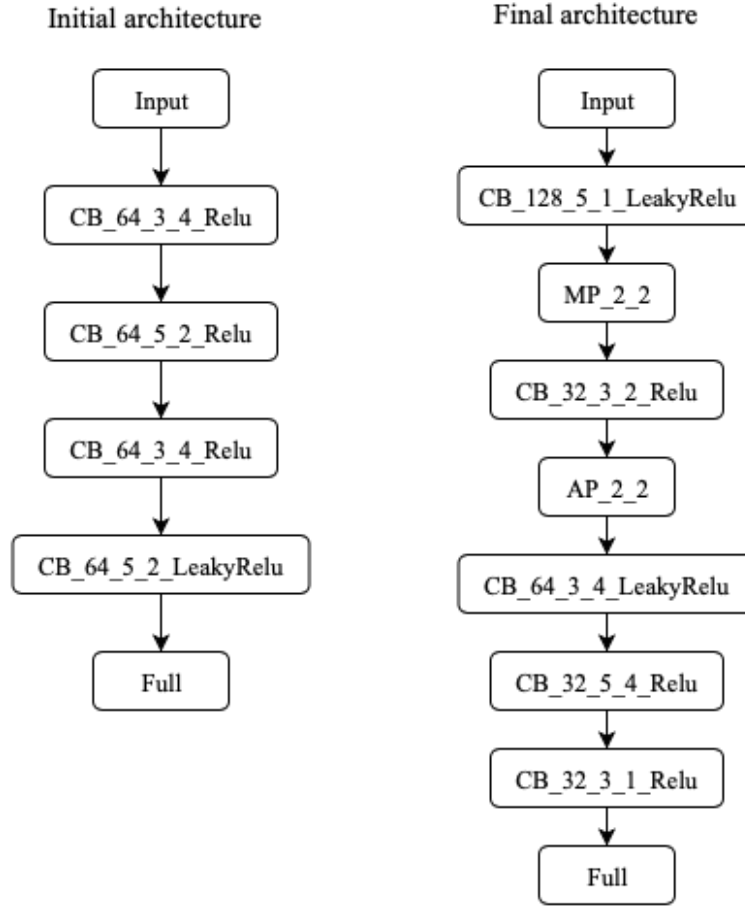 Initial architecture
Input
CB_64_3_4_Relu
CB_64_5_2_Relu
CB_64_3_4_Relu
CB_64_5_2_LeakyRelu
Full
Final architecture
Input
CB_128_5_1_LeakyRelu
MP_2_2
CB_32_3_2_Relu
AP_2_2
CB_64_3_4_LeakyRelu
CB_32_5_4_Relu
CB_32_3_1_Relu
Full